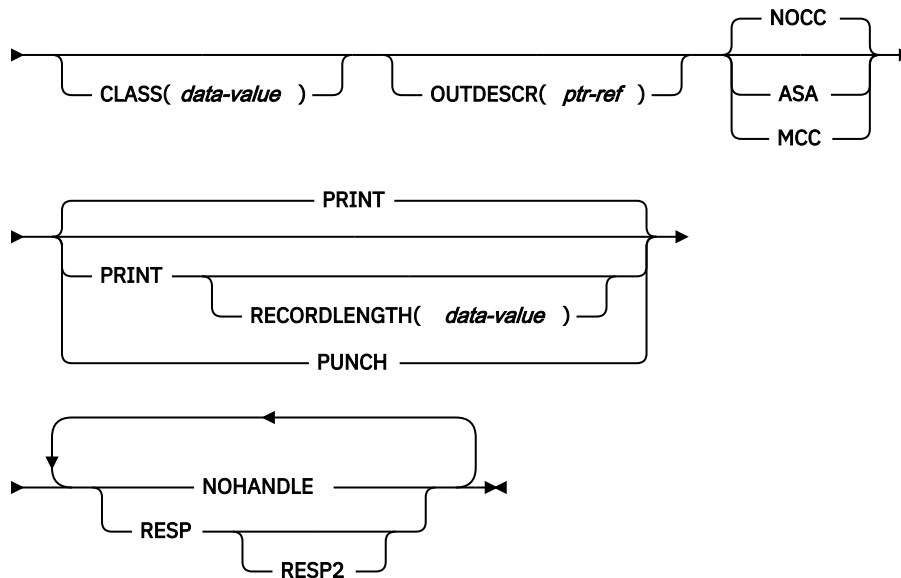 NOCC
CLASS( data-value )
OUTDESCR( ptr-ref )
ASA
MCC
PRINT
PRINT
RECORDLENGTH( data-value )
PUNCH
NOHANDLE
RESP
RESP2